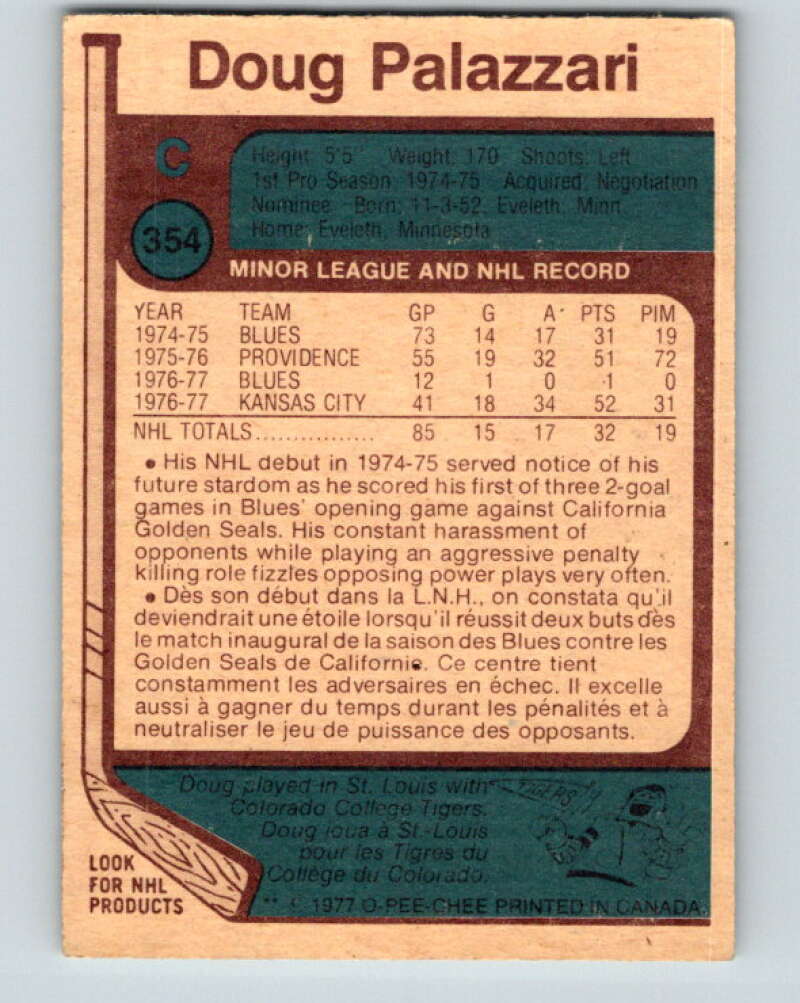 Doug Palazzari
C
Height: 5'5" Weight: 170 Shoots: Left
1st Pro Season: 1974-75 Acquired: Negotiation
Nominee Born: 11-3-52, Eveleth, Minn
Home: Eveleth, Minnesota
354
MINOR LEAGUE AND NHL RECORD
YEAR TEAM GP G A PTS PIM
1974-75 BLUES 73 14 17 31 19
1975-76 PROVIDENCE 55 19 32 51 72
1976-77 BLUES 12 1 0 1 0
1976-77 KANSAS CITY 41 18 34 52 31
NHL TOTALS................ 85 15 17 32 19
• His NHL debut in 1974-75 served notice of his
future stardom as he scored his first of three 2-goal
games in Blues' opening game against California
Golden Seals. His constant harassment of
opponents while playing an aggressive penalty
killing role fizzles opposing power plays very often.
• Dès son début dans la L.N.H., on constata qu'il
deviendrait une étoile lorsqu'il réussit deux buts dès
le match inaugural de la saison des Blues contre les
Golden Seals de Californie. Ce centre tient
constamment les adversaires en échec. Il excelle
aussi à gagner du temps durant les pénalités et à
neutraliser le jeu de puissance des opposants.
Doug played in St. Louis with
Colorado College Tigers.
Doug joua à St-Louis
pour les Tigres du
Collège du Colorado.
TIGERS
LOOK
FOR NHL
PRODUCTS
** © 1977 O-PEE-CHEE PRINTED IN CANADA